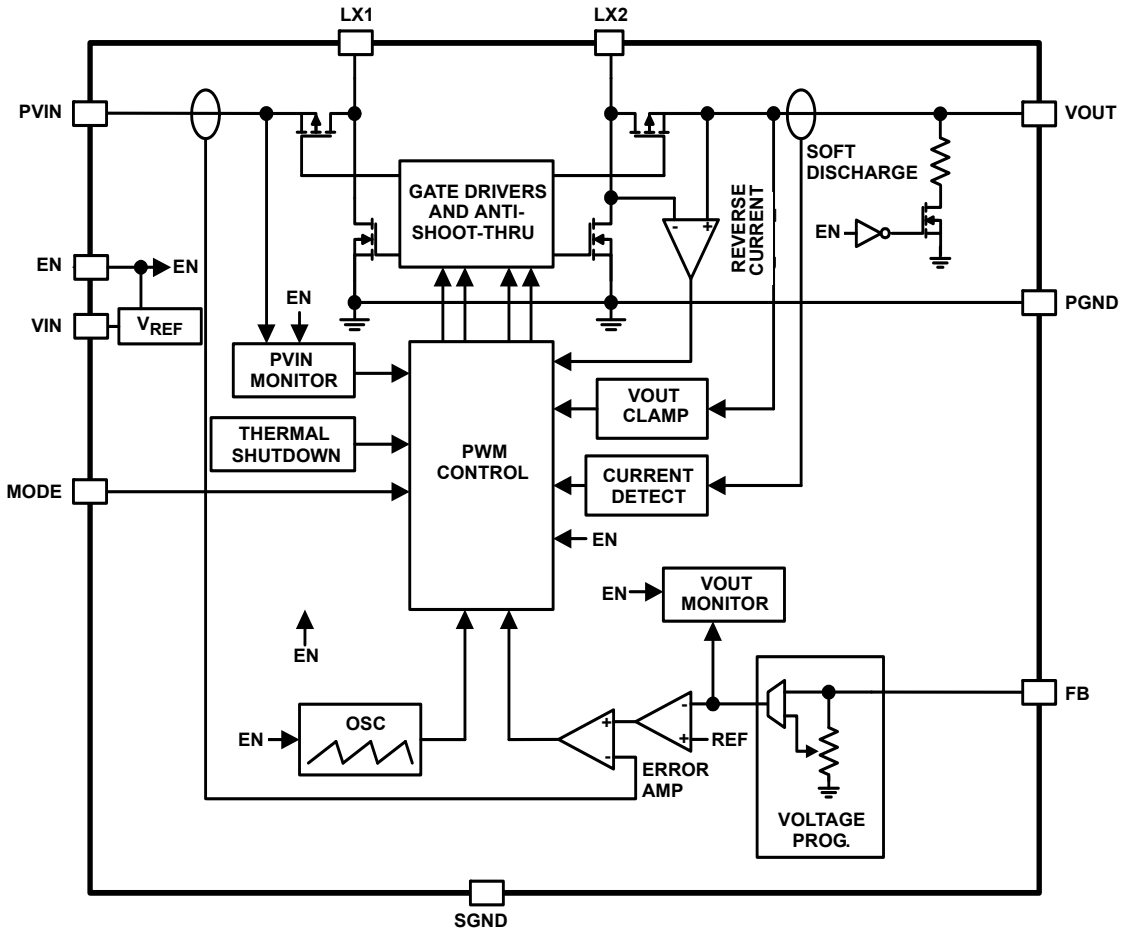 LX1
LX2
PVIN
VOUT
SOFT
DISCHARGE
GATE DRIVERS
AND ANTI-
SHOOT-THRU
REVERSE
CURRENT
- +
EN
EN
EN
VIN
VREF
EN
PGND
PVIN
MONITOR
VOUT
CLAMP
THERMAL
SHUTDOWN
PWM
CONTROL
CURRENT
DETECT
MODE
EN
EN
VOUT
MONITOR
EN
FB
OSC
EN
+
-
-
+
REF
ERROR
AMP
VOLTAGE
PROG.
SGND